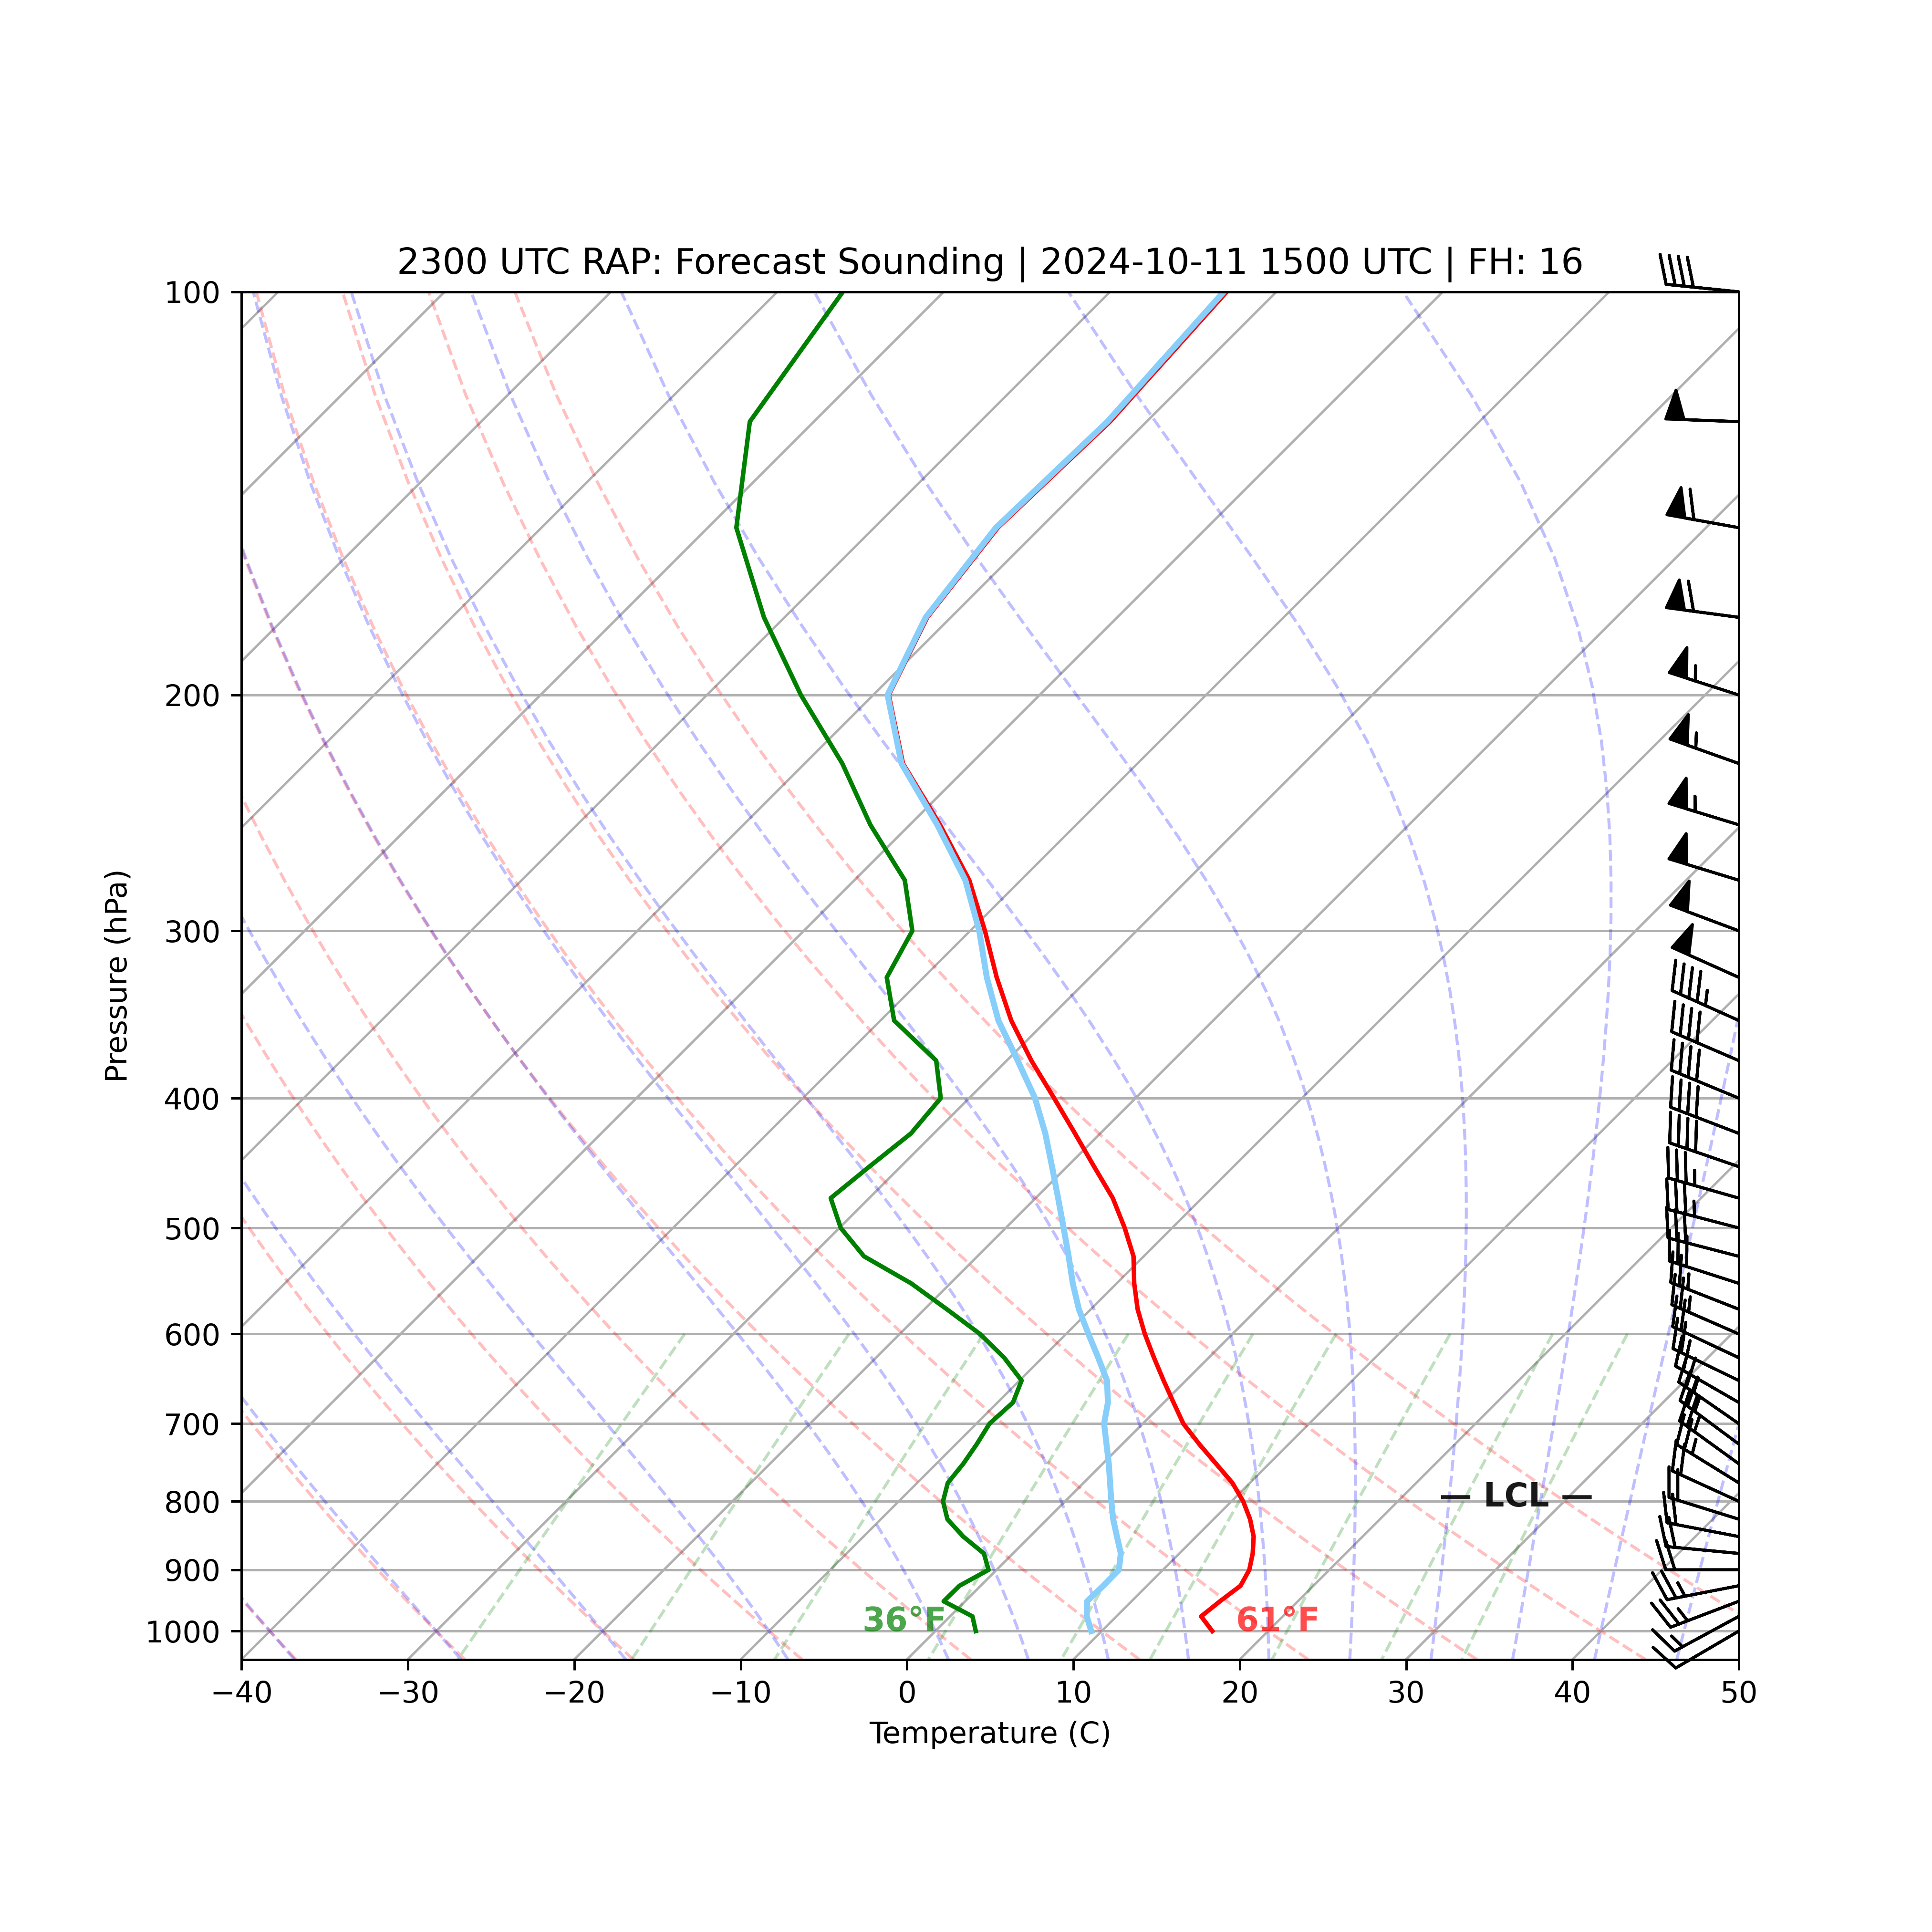 2300 UTC RAP: Forecast Sounding | 2024-10-11 1500 UTC | FH: 16
100
200
300
400
500
600
700
800
900
1000
Pressure (hPa)
— LCL —
36°F
61°F
−40 −30 −20 −10 0 10 20 30 40 50
Temperature (C)